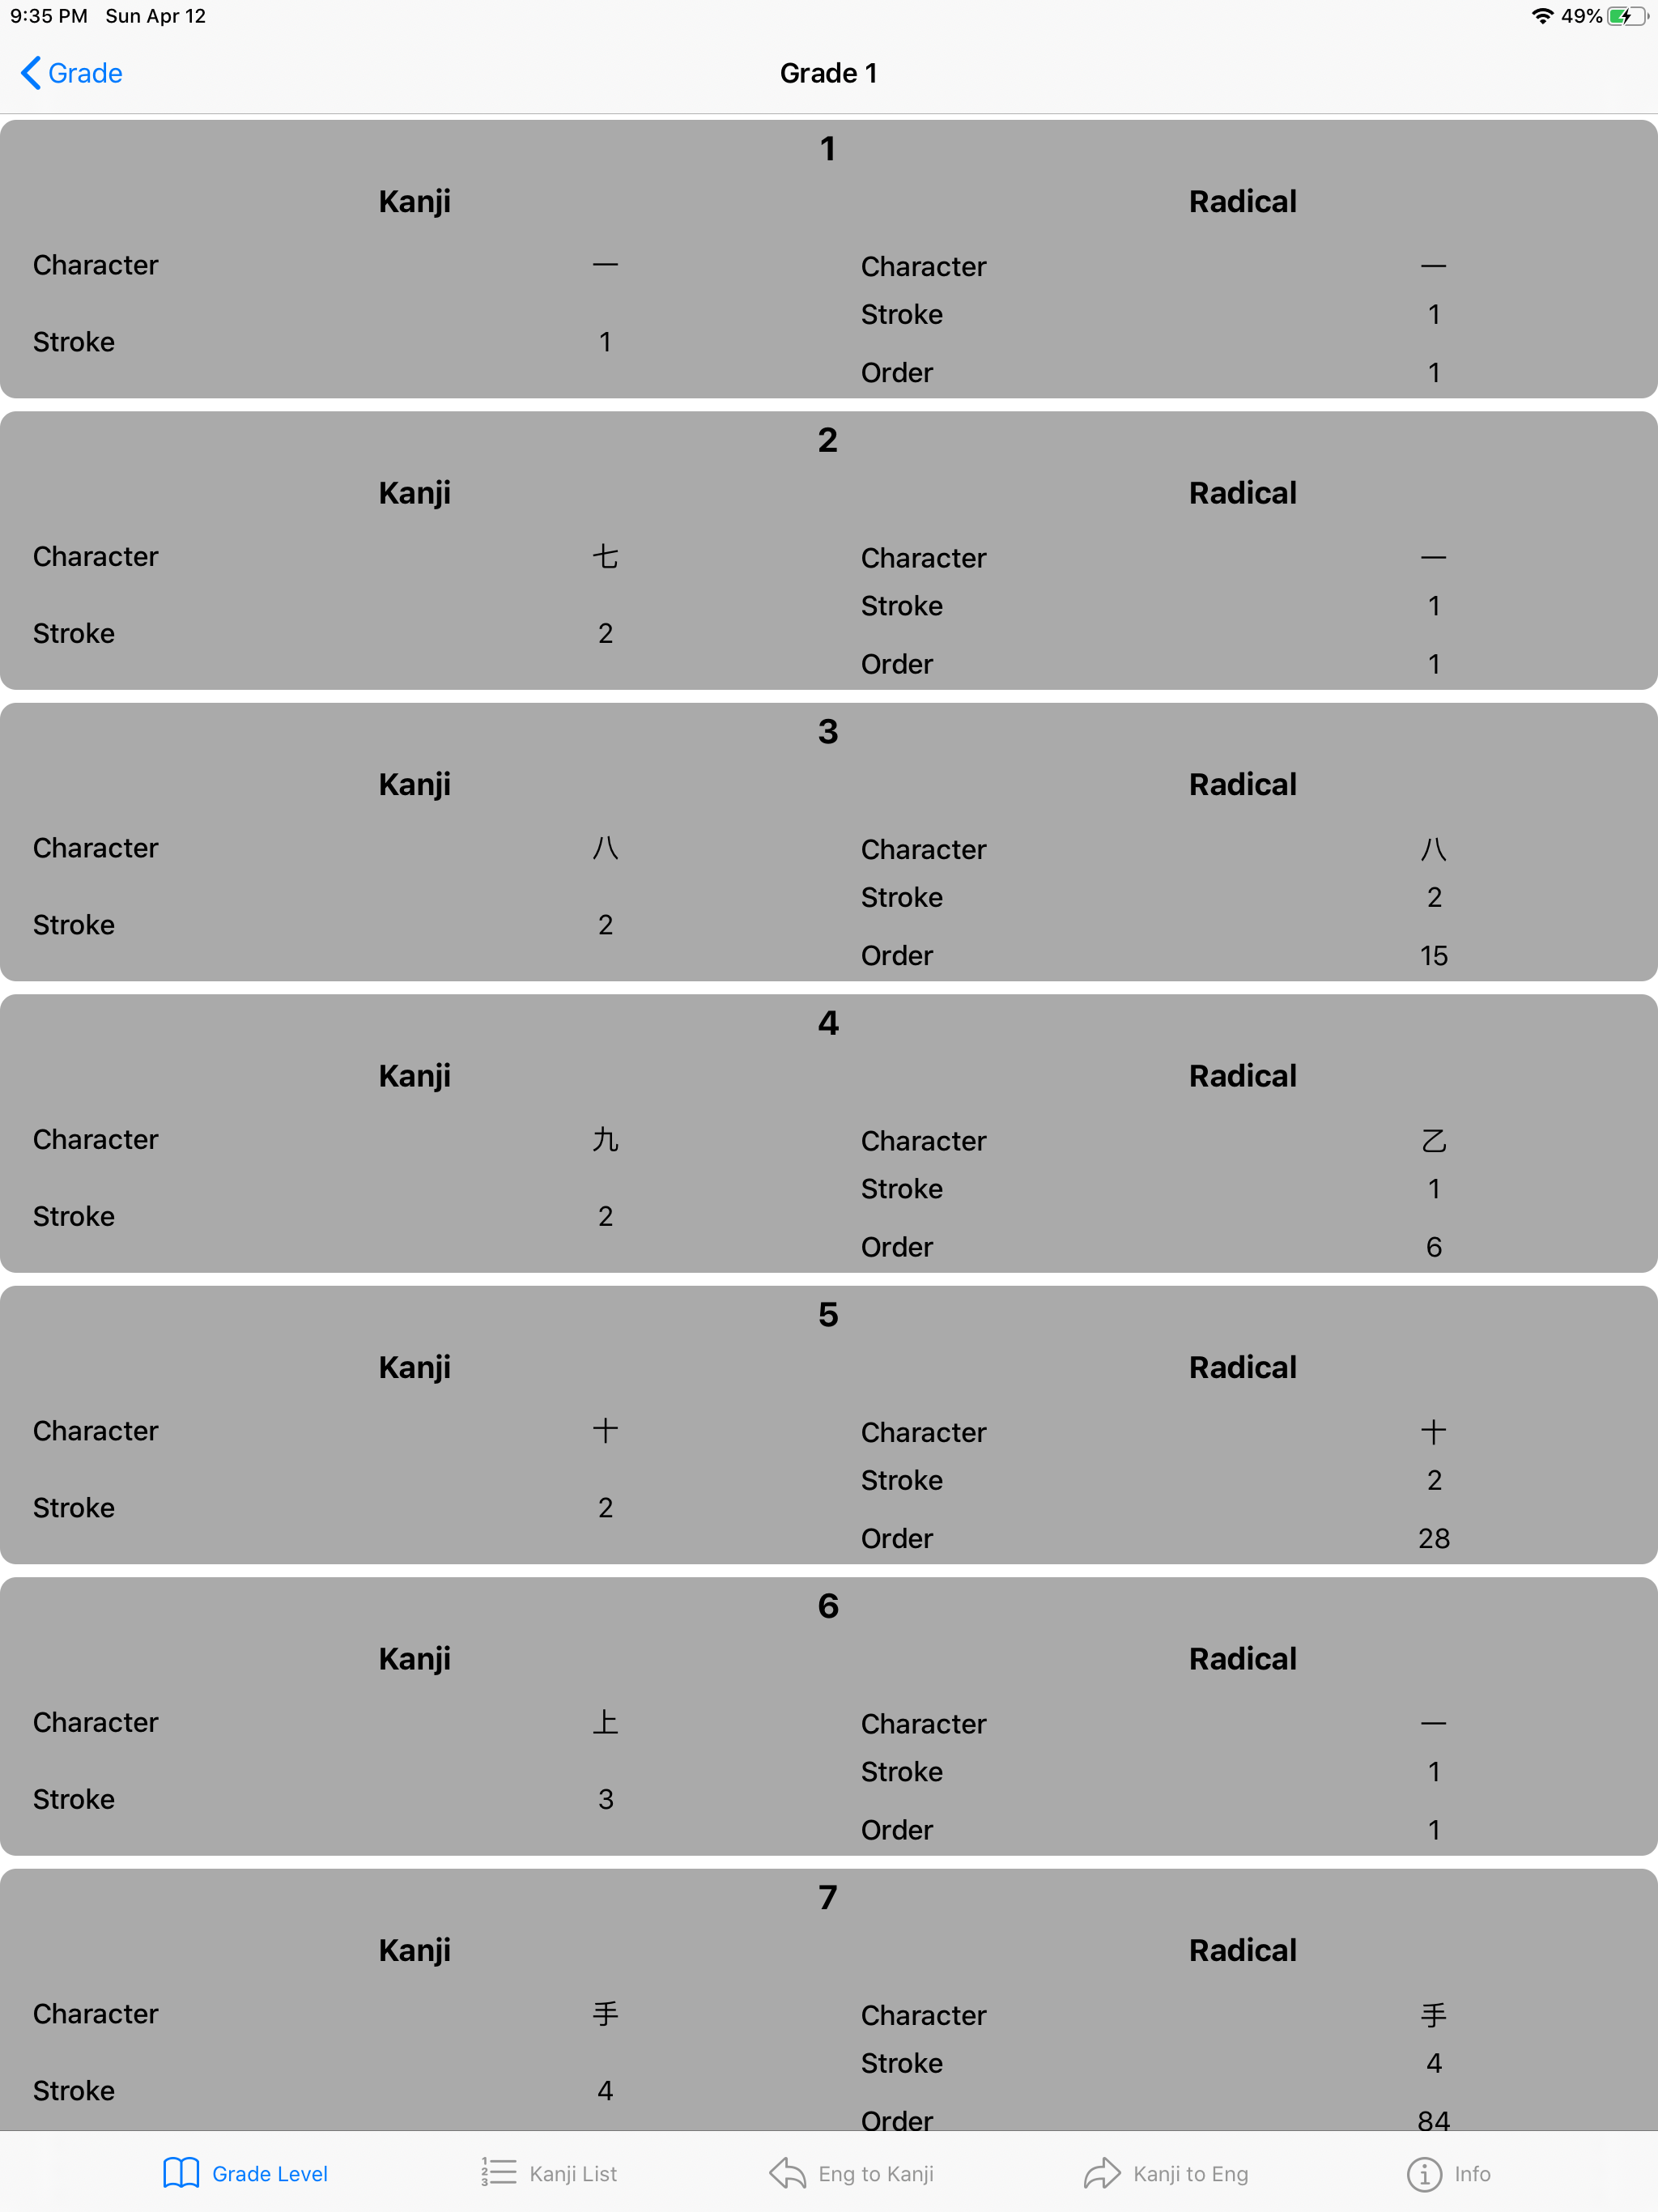 9:35 PM Sun Apr 12 49%
Grade Grade 1
1
Kanji Radical
Character 一 Character 一
Stroke 1
Stroke 1
Order 1
2
Kanji Radical
Character 七 Character 一
Stroke 1
Stroke 2
Order 1
3
Kanji Radical
Character 八 Character 八
Stroke 2
Stroke 2
Order 15
4
Kanji Radical
Character 九 Character 乙
Stroke 1
Stroke 2
Order 6
5
Kanji Radical
Character 十 Character 十
Stroke 2
Stroke 2
Order 28
6
Kanji Radical
Character 上 Character 一
Stroke 1
Stroke 3
Order 1
7
Kanji Radical
Character 手 Character 手
Stroke 4
Stroke 4
Order 84
Grade Level Kanji List Eng to Kanji Kanji to Eng Info